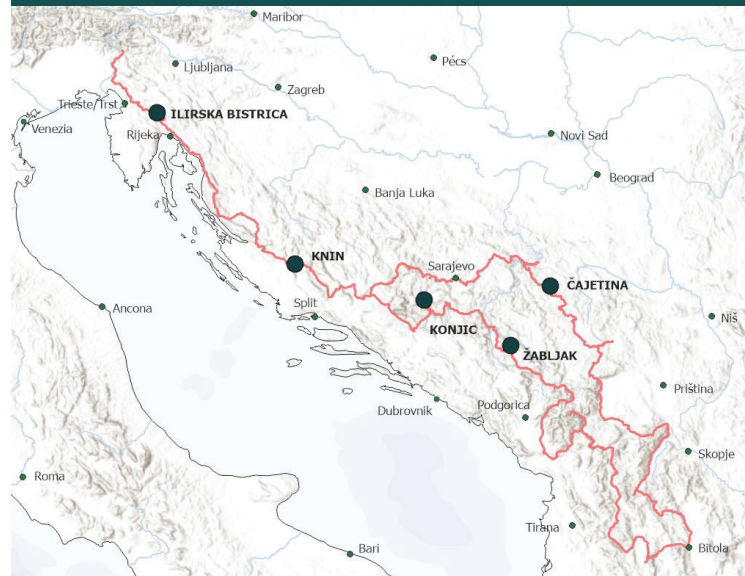 Maribor
Ljubljana
Pécs
Zagreb
Trieste/Trst
ILIRSKA BISTRICA
Venezia
Rijeka
Novi Sad
Beograd
Banja Luka
KNIN
Sarajevo
ČAJETINA
Ancona
Split
KONJIC
Niš
ŽABLJAK
Priština
Dubrovnik
Podgorica
Skopje
Roma
Tirana
Bari
Bitola